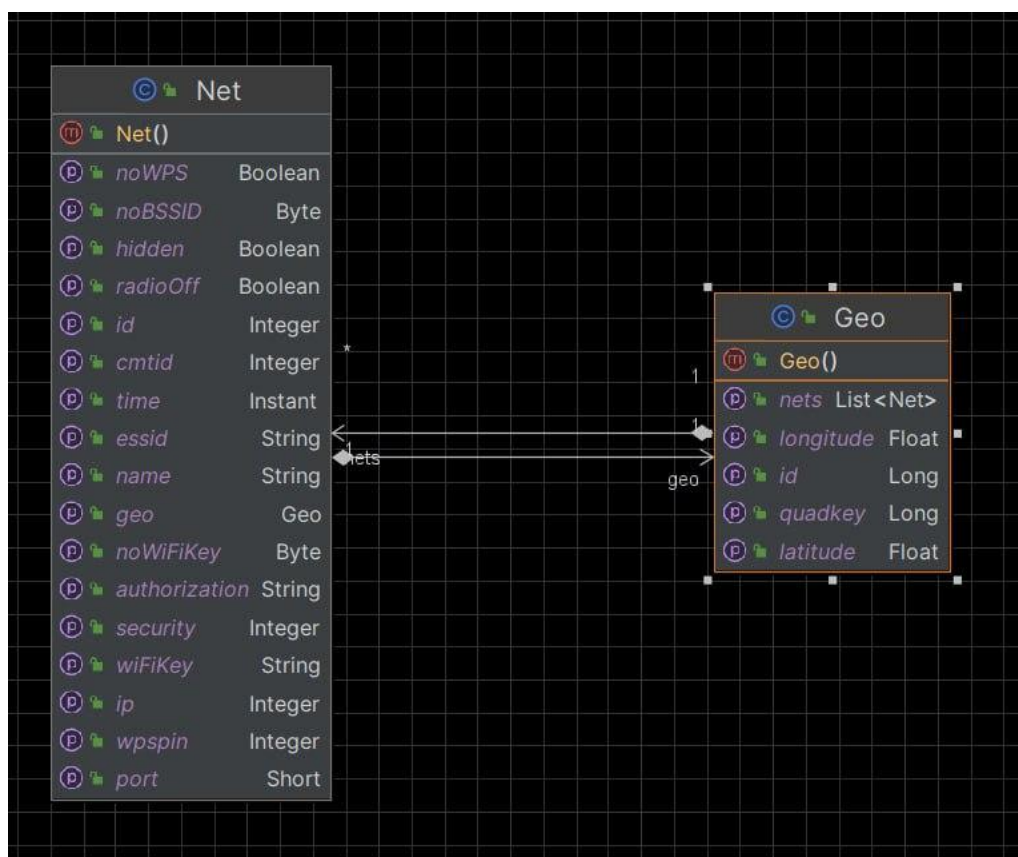 Net
Net()
noWPS Boolean
noBSSID Byte
hidden Boolean
radioOff Boolean
id Integer
cmtid Integer
time Instant
essid String
name String
geo Geo
noWiFiKey Byte
authorization String
security Integer
wiFiKey String
ip Integer
wpspin Integer
port Short
*
1
nets
1
1
geo
Geo
Geo()
nets List<Net>
longitude Float
id Long
quadkey Long
latitude Float